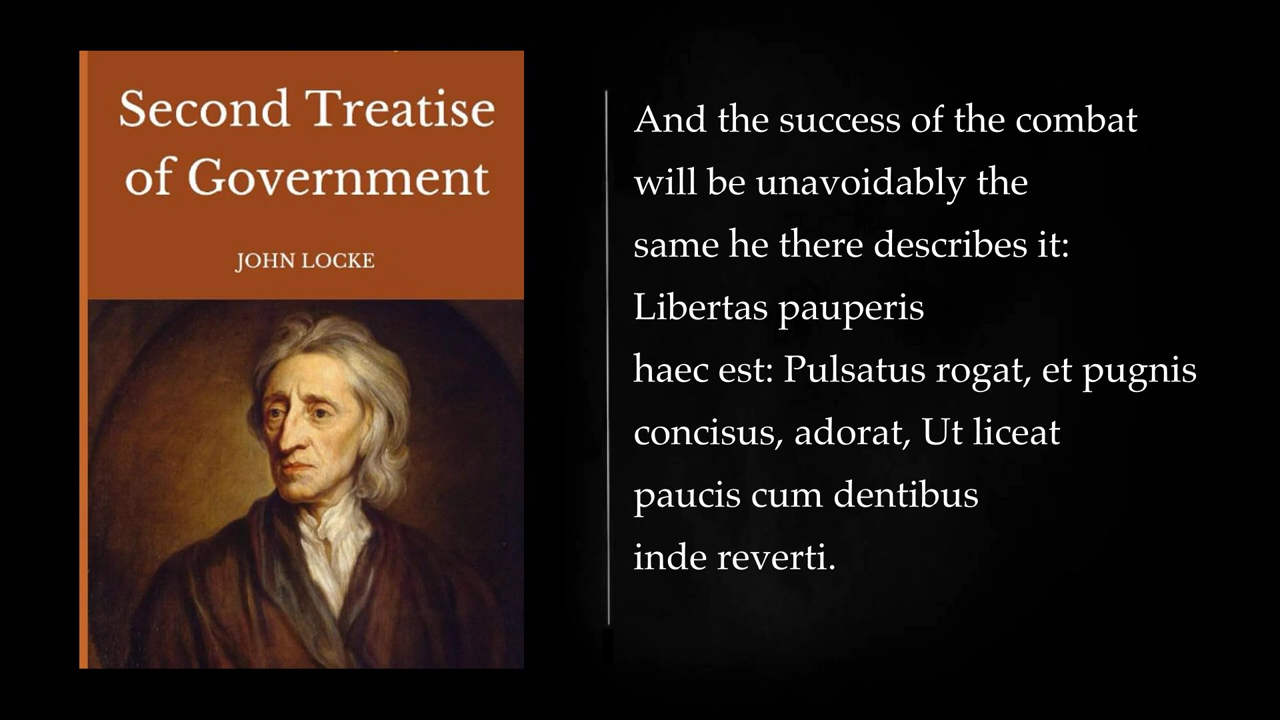 Second Treatise
of Government
JOHN LOCKE
And the success of the combat
will be unavoidably the
same he there describes it:
Libertas pauperis
haec est: Pulsatus rogat, et pugnis
concisus, adorat, Ut liceat
paucis cum dentibus
inde reverti.